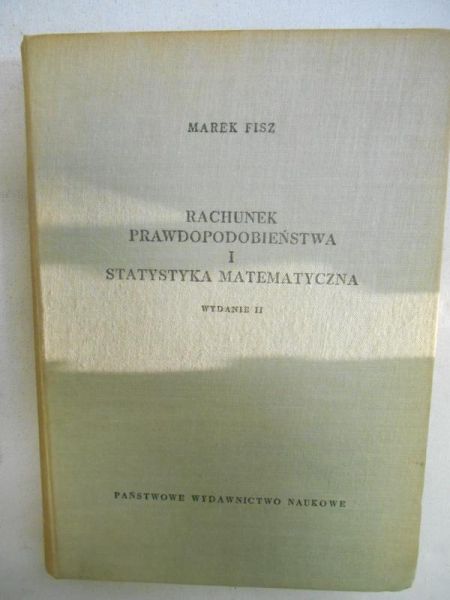 MAREK FISZ
RACHUNEK
PRAWDOPODOBIEŃSTWA
I
STATYSTYKA MATEMATYCZNA
WYDANIE II
PAŃSTWOWE WYDAWNICTWO NAUKOWE